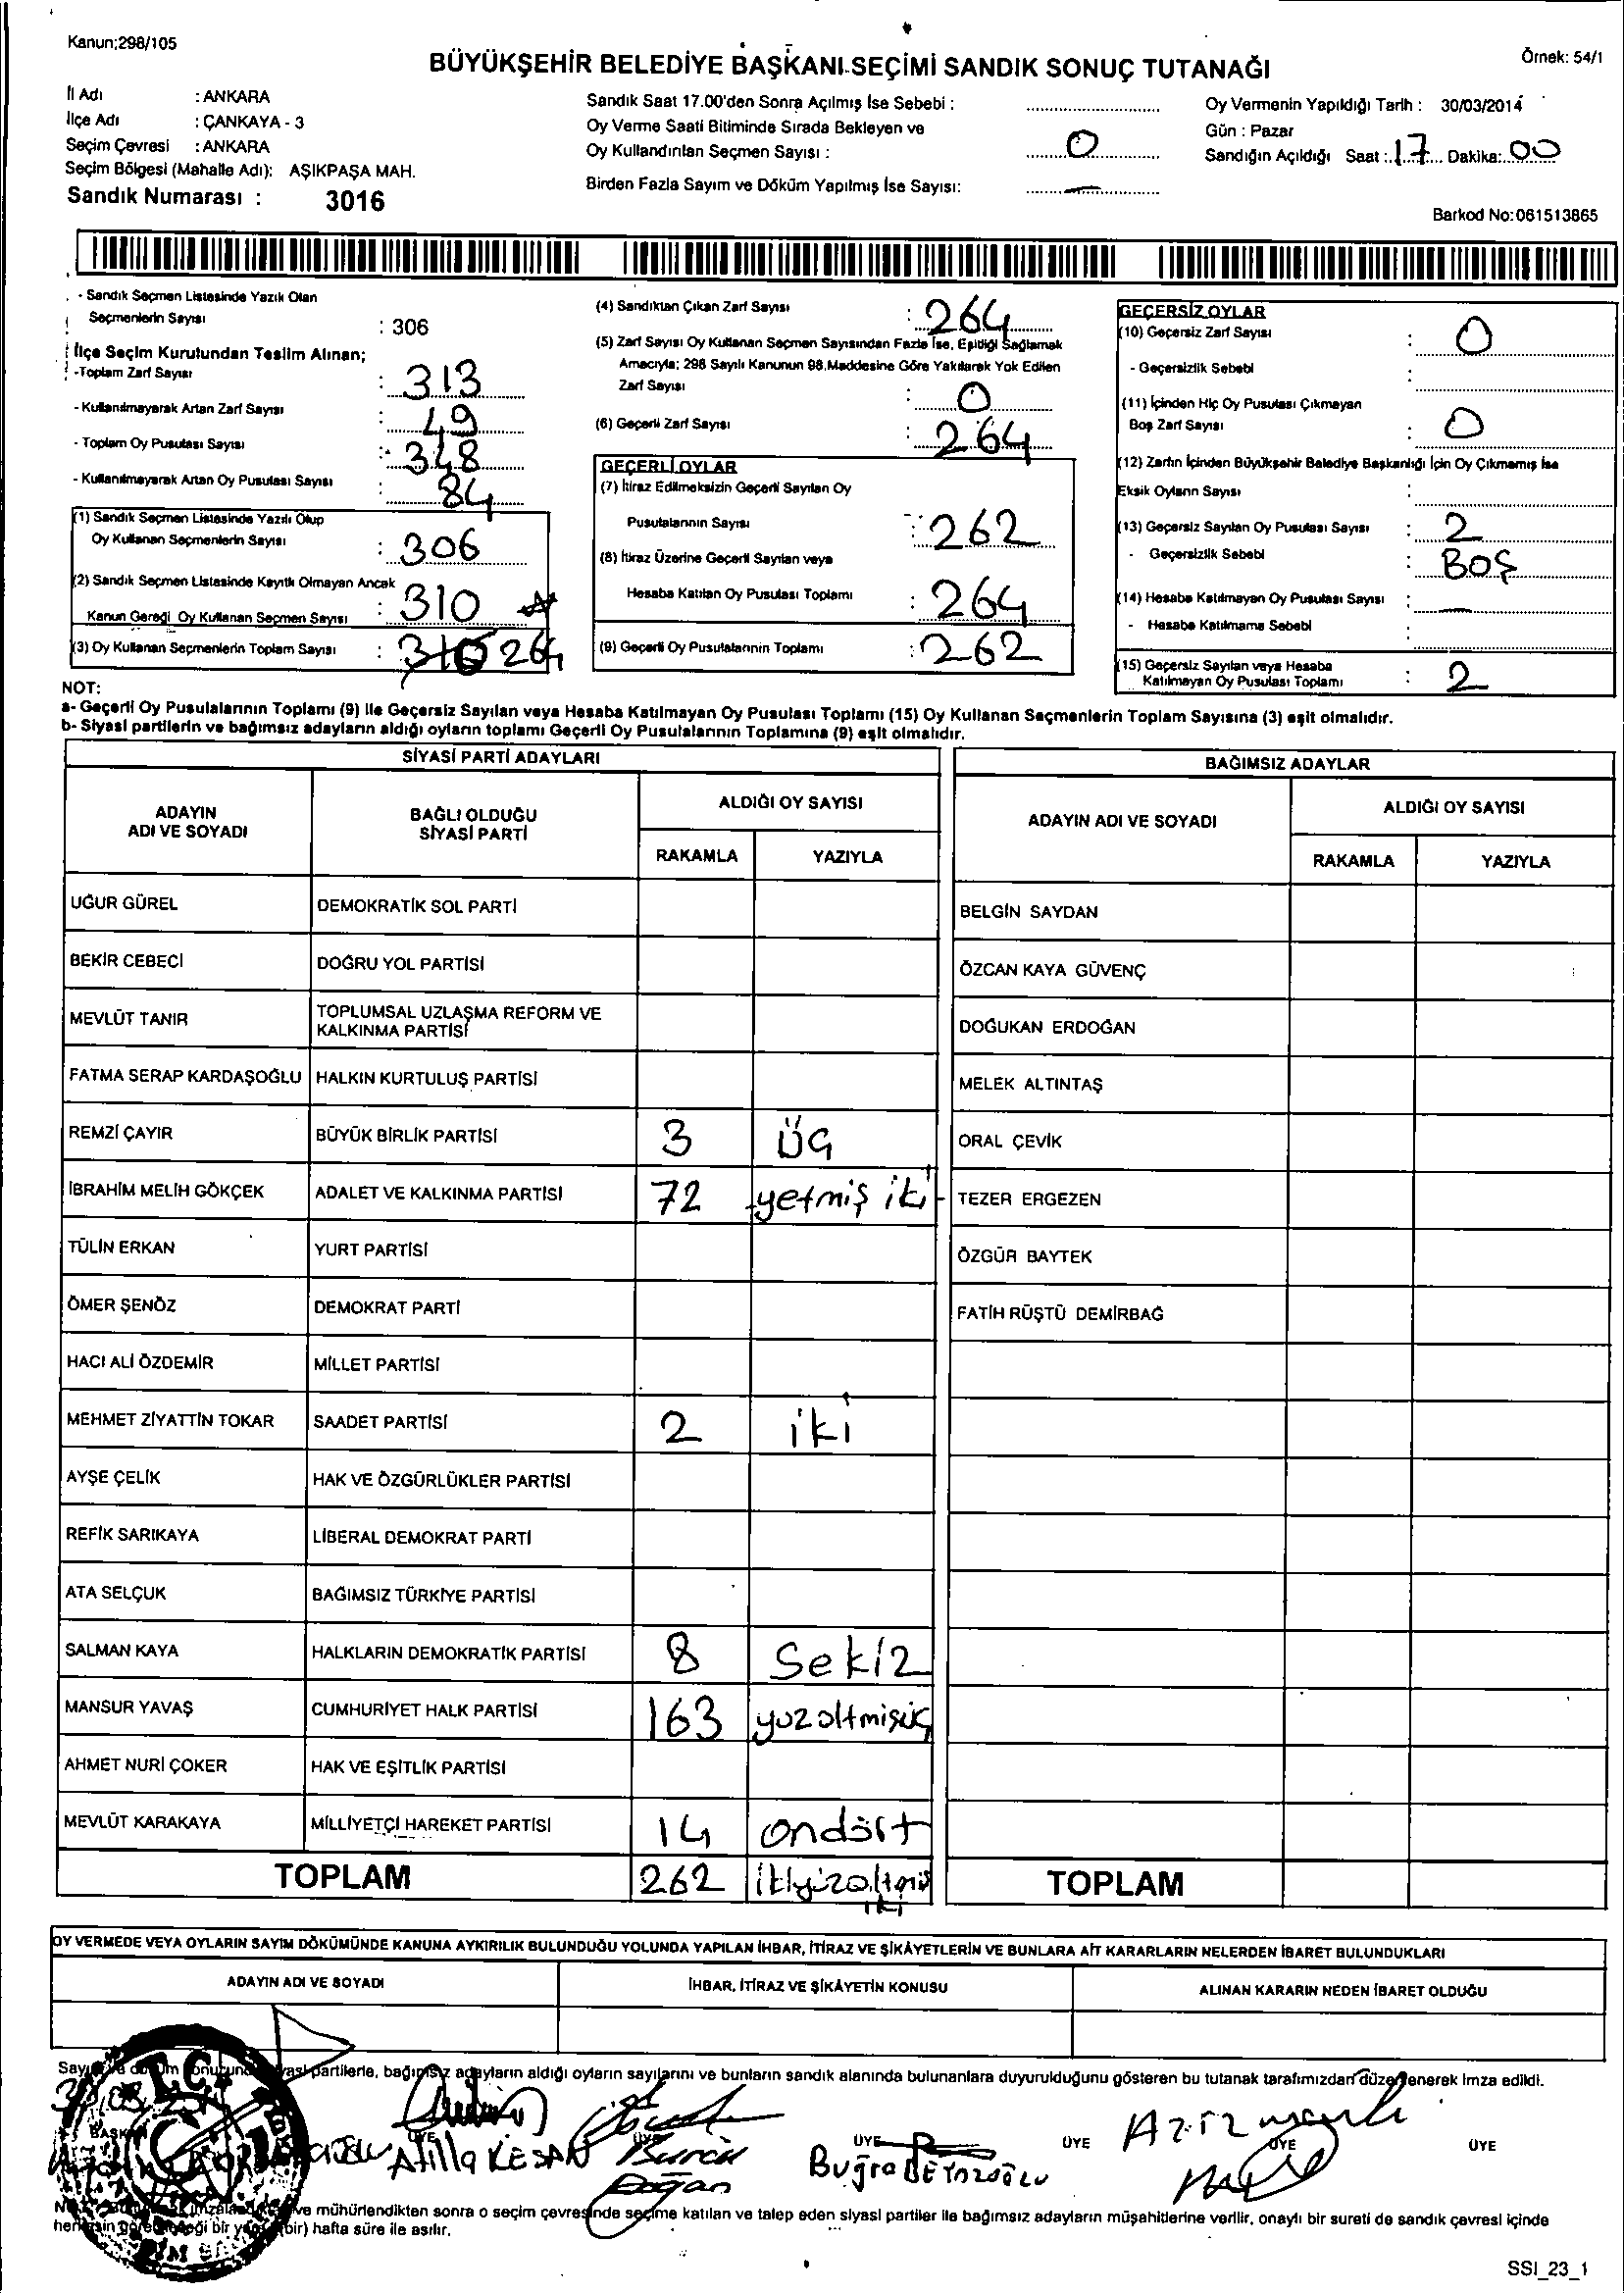 Kanun;298/105
Örnek: 54/1
BÜYÜKŞEHİR BELEDİYE BAŞKANI SEÇİMİ SANDIK SONUÇ TUTANAĞI
İl Adı : ANKARA
İlçe Adı : ÇANKAYA - 3
Seçim Çevresi : ANKARA
Seçim Bölgesi (Mahalle Adı): AŞIKPAŞA MAH.
Sandık Numarası : 3016
Sandık Saat 17.00'den Sonra Açılmış İse Sebebi :
Oy Verme Saati Bitiminde Sırada Bekleyen ve
Oy Kullandırılan Seçmen Sayısı : 0
Birden Fazla Sayım ve Döküm Yapılmış İse Sayısı: —
Oy Vermenin Yapıldığı Tarih : 30/03/2014
Gün : Pazar
Sandığın Açıldığı Saat : 17 Dakika: 00
Barkod No:061513865
- Sandık Seçmen Listesinde Yazılı Olan
Seçmenlerin Sayısı : 306
İlçe Seçim Kurulundan Teslim Alınan;
-Toplam Zarf Sayısı : 313
- Kullanılmayarak Artan Zarf Sayısı : 49
- Toplam Oy Pusulası Sayısı : 348
- Kullanılmayarak Artan Oy Pusulası Sayısı : 84
(1) Sandık Seçmen Listesinde Yazılı Olup
Oy Kullanan Seçmenlerin Sayısı : 306
(2) Sandık Seçmen Listesinde Kayıtlı Olmayan Ancak
Kanun Gereği Oy Kullanan Seçmen Sayısı : 310
(3) Oy Kullanan Seçmenlerin Toplam Sayısı : 310 264
(4) Sandıktan Çıkan Zarf Sayısı : 264
(5) Zarf Sayısı Oy Kullanan Seçmen Sayısından Fazla İse, Eşitliği Sağlamak
Amacıyla; 298 Sayılı Kanunun 98.Maddesine Göre Yakılarak Yok Edilen
Zarf Sayısı : 0
(6) Geçerli Zarf Sayısı : 264
GEÇERLİ OYLAR
(7) İtiraz Edilmeksizin Geçerli Sayılan Oy
Pusulalarının Sayısı : 262
(8) İtiraz Üzerine Geçerli Sayılan veya
Hesaba Katılan Oy Pusulası Toplamı : 264
(9) Geçerli Oy Pusulalarının Toplamı : 262
GEÇERSİZ OYLAR
(10) Geçersiz Zarf Sayısı : 0
- Geçersizlik Sebebi :
(11) İçinden Hiç Oy Pusulası Çıkmayan
Boş Zarf Sayısı : 0
(12) Zarfın İçinden Büyükşehir Belediye Başkanlığı İçin Oy Çıkmamış İse
Eksik Oyların Sayısı :
(13) Geçersiz Sayılan Oy Pusulası Sayısı : 2
- Geçersizlik Sebebi : BOŞ
(14) Hesaba Katılmayan Oy Pusulası Sayısı : —
- Hesaba Katılmama Sebebi :
(15) Geçersiz Sayılan veya Hesaba
Katılmayan Oy Pusulası Toplamı : 2
NOT:
a- Geçerli Oy Pusulalarının Toplamı (9) ile Geçersiz Sayılan veya Hesaba Katılmayan Oy Pusulası Toplamı (15) Oy Kullanan Seçmenlerin Toplam Sayısına (3) eşit olmalıdır.
b- Siyasi partilerin ve bağımsız adayların aldığı oyların toplamı Geçerli Oy Pusulalarının Toplamına (9) eşit olmalıdır.
SİYASİ PARTİ ADAYLARI
ADAYIN ADI VE SOYADI BAĞLI OLDUĞU SİYASİ PARTİ ALDIĞI OY SAYISI
RAKAMLA YAZIYLA
UĞUR GÜREL DEMOKRATİK SOL PARTİ
BEKİR CEBECİ DOĞRU YOL PARTİSİ
MEVLÜT TANIR TOPLUMSAL UZLAŞMA REFORM VE
KALKINMA PARTİSİ
FATMA SERAP KARDAŞOĞLU HALKIN KURTULUŞ PARTİSİ
REMZİ ÇAYIR BÜYÜK BİRLİK PARTİSİ 3 ÜÇ
İBRAHİM MELİH GÖKÇEK ADALET VE KALKINMA PARTİSİ 72 yetmiş iki
TÜLİN ERKAN YURT PARTİSİ
ÖMER ŞENÖZ DEMOKRAT PARTİ
HACI ALİ ÖZDEMİR MİLLET PARTİSİ
MEHMET ZİYATTİN TOKAR SAADET PARTİSİ 2 iki
AYŞE ÇELİK HAK VE ÖZGÜRLÜKLER PARTİSİ
REFİK SARIKAYA LİBERAL DEMOKRAT PARTİ
ATA SELÇUK BAĞIMSIZ TÜRKİYE PARTİSİ
SALMAN KAYA HALKLARIN DEMOKRATİK PARTİSİ 8 Sekiz
MANSUR YAVAŞ CUMHURİYET HALK PARTİSİ 163 yuzaltmışüç
AHMET NURİ ÇOKER HAK VE EŞİTLİK PARTİSİ
MEVLÜT KARAKAYA MİLLİYETÇİ HAREKET PARTİSİ 14 ondört
TOPLAM 262 ikiyüzaltmış
iki
BAĞIMSIZ ADAYLAR
ADAYIN ADI VE SOYADI ALDIĞI OY SAYISI
RAKAMLA YAZIYLA
BELGİN SAYDAN
ÖZCAN KAYA GÜVENÇ
DOĞUKAN ERDOĞAN
MELEK ALTINTAŞ
ORAL ÇEVİK
TEZER ERGEZEN
ÖZGÜR BAYTEK
FATİH RÜŞTÜ DEMİRBAĞ
TOPLAM
OY VERMEDE VEYA OYLARIN SAYIM DÖKÜMÜNDE KANUNA AYKIRILIK BULUNDUĞU YOLUNDA YAPILAN İHBAR, İTİRAZ VE ŞİKÂYETLERİN VE BUNLARA AİT KARARLARIN NELERDEN İBARET BULUNDUKLARI
ADAYIN ADI VE SOYADI İHBAR, İTİRAZ VE ŞİKÂYETİN KONUSU ALINAN KARARIN NEDEN İBARET OLDUĞU
partilerle, bağımsız adayların aldığı oyların sayılarını ve bunların sandık alanında bulunanlara duyurulduğunu gösteren bu tutanak tarafımızdan düzenlenerek imza edildi.
BAŞKAN ÜYE ÜYE ÜYE ÜYE ÜYE ÜYE
Atilla KESAN Burcu Doğan Buğra BEYAZOĞLU Aziz
ve mühürlendikten sonra o seçim çevresinde seçime katılan ve talep eden siyasi partiler ile bağımsız adayların müşahitlerine verilir, onaylı bir sureti de sandık çevresi içinde
bir) hafta süre ile asılır.
SSI_23_1